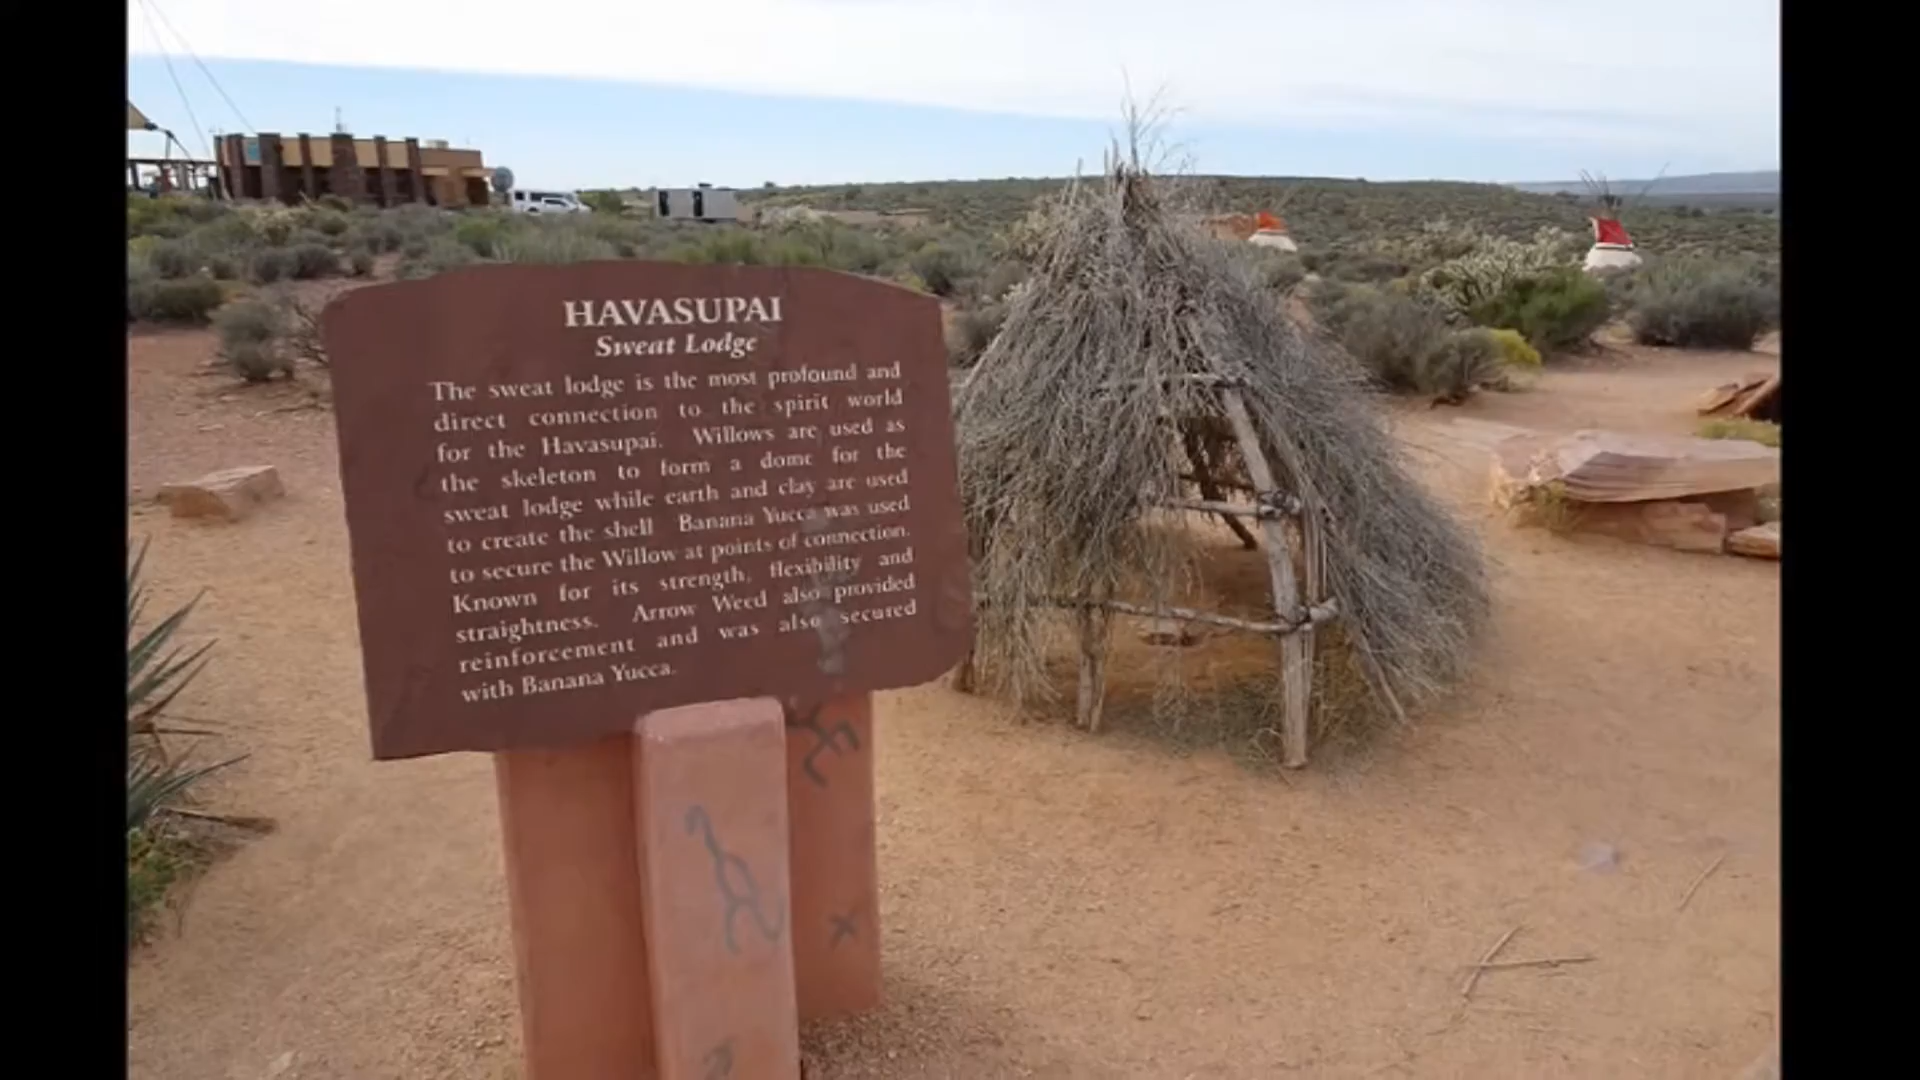 HAVASUPAI
Sweat Lodge
The sweat lodge is the most profound and
direct connection to the spirit world
for the Havasupai. Willows are used as
the skeleton to form a dome for the
sweat lodge while earth and clay are used
to create the shell Banana Yucca was used
to secure the Willow at points of connection.
Known for its strength, flexibility and
straightness. Arrow Weed also provided
reinforcement and was also secured
with Banana Yucca.